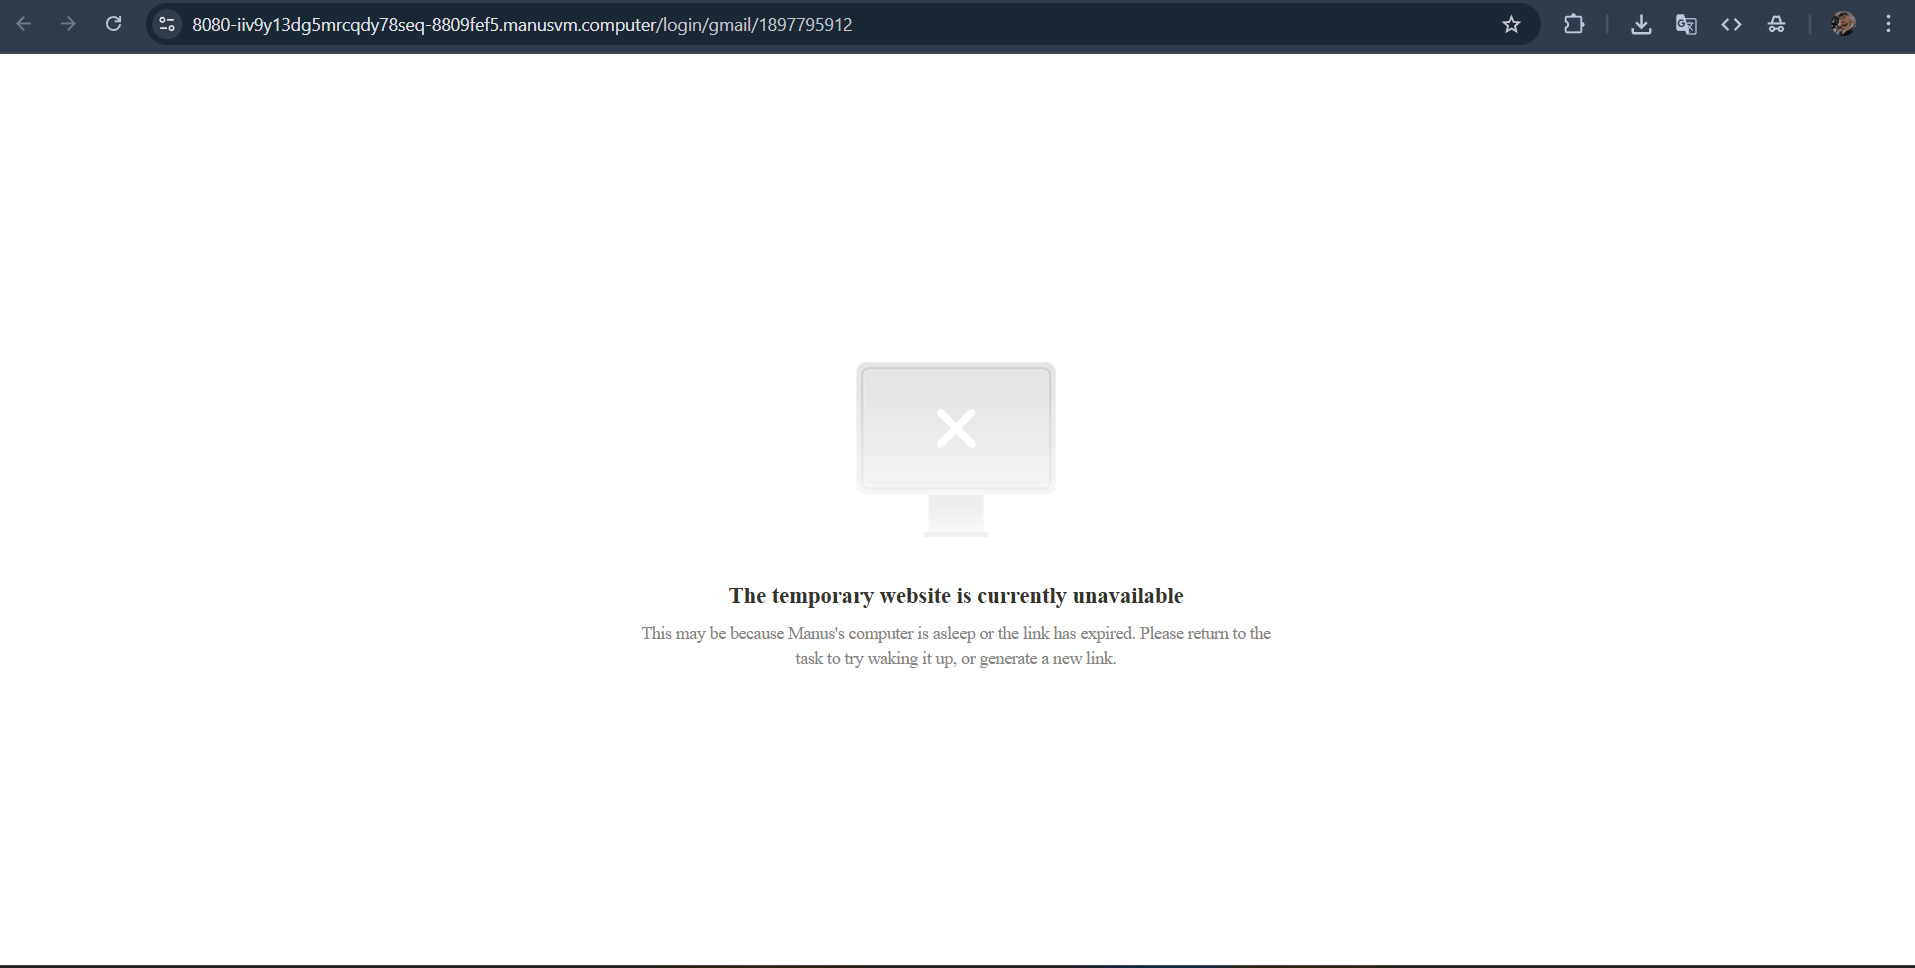 8080-iiv9y13dg5mrcqdy78seq-8809fef5.manusvm.computer/login/gmail/1897795912
The temporary website is currently unavailable
This may be because Manus's computer is asleep or the link has expired. Please return to the
task to try waking it up, or generate a new link.